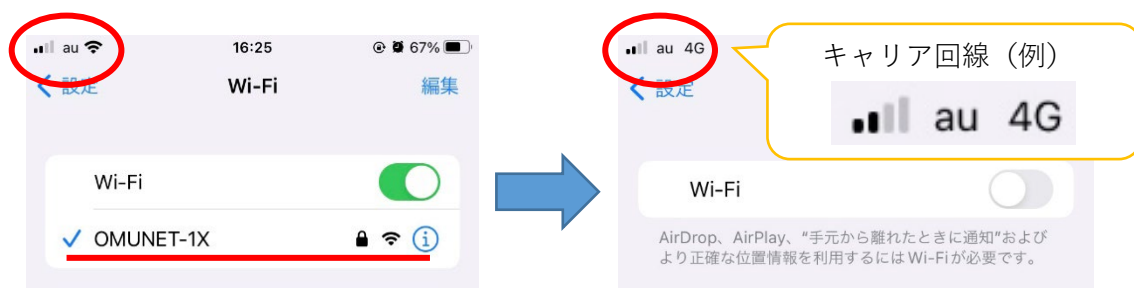 au
16:25
67%
設定
Wi-Fi
編集
Wi-Fi
OMUNET-1X
au 4G
設定
キャリア回線（例）
au 4G
Wi-Fi
AirDrop、AirPlay、“手元から離れたときに通知”および
より正確な位置情報を利用するにはWi-Fiが必要です。